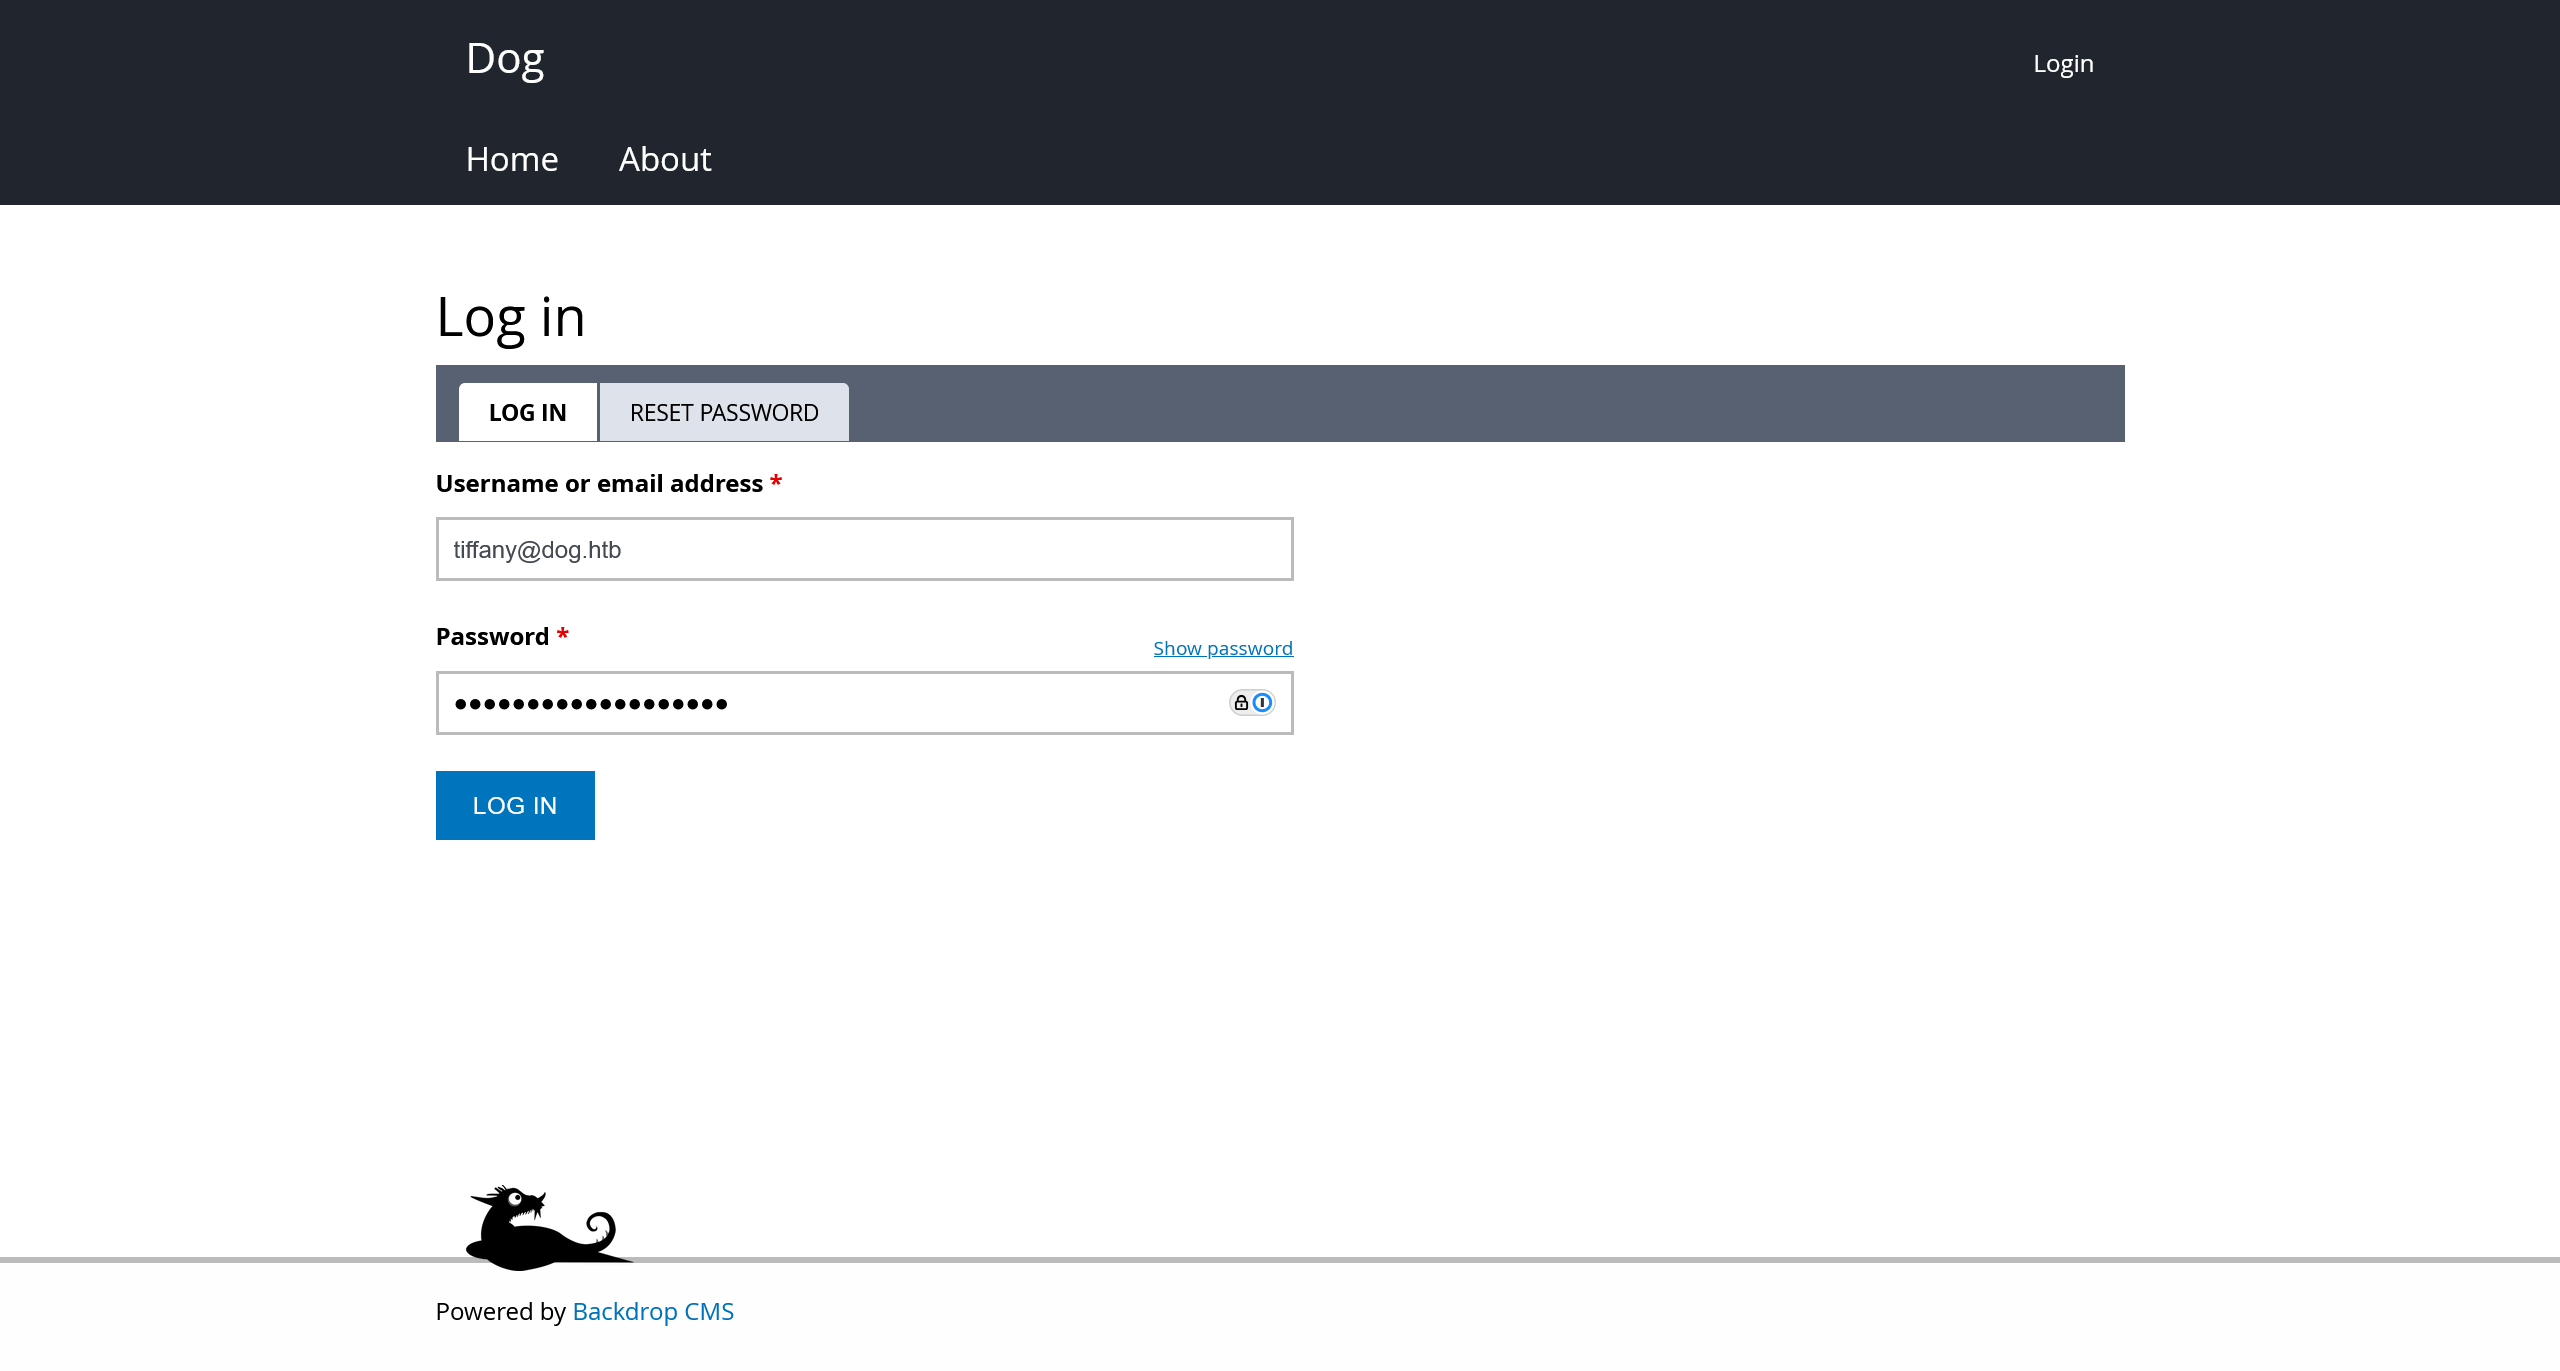 Dog
Login
Home About
Log in
LOG IN RESET PASSWORD
Username or email address *
tiffany@dog.htb
Password *
Show password
•••••••••••••••••••
LOG IN
Powered by Backdrop CMS